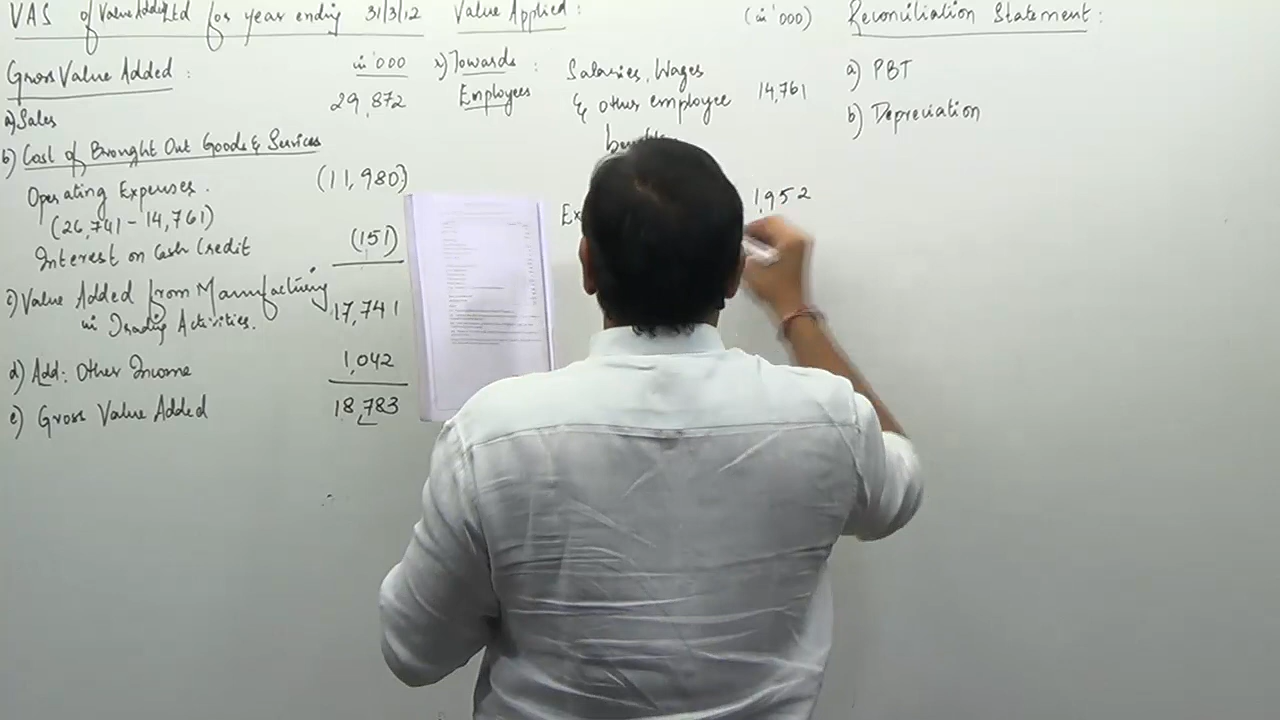 VAS of Value Added Ltd for year ending 31/3/12
Gross Value Added :
in '000
a) Sales 29,872
b) Cost of Brought Out Goods & Services
Operating Expenses. (11,980)
(26,741 - 14,761)
Interest on Cash Credit (151)
c) Value Added from Manufacturing 17,741
in Trading Activities.
d) Add: Other Income 1,042
e) Gross Value Added 18,783
Value Applied : (in '000)
Towards : Salaries, Wages
Employees & other employee 14,761
Ex 1,952
Reconciliation Statement :
a) PBT
b) Depreciation